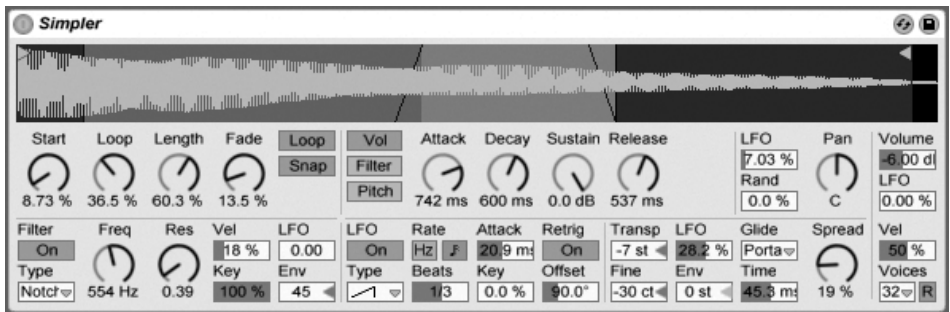 Simpler
Start Loop Length Fade Loop Vol Attack Decay Sustain Release LFO Pan Volume
Snap Filter 7.03 % -6.00 d
Pitch Rand LFO
8.73 % 36.5 % 60.3 % 13.5 % 742 ms 600 ms 0.0 dB 537 ms 0.0 % C 0.00 %
Filter Freq Res Vel LFO LFO Rate Attack Retrig Transp LFO Glide Spread Vel
On 18 % 0.00 On Hz 20.9 ms On -7 st 28.2 % Porta 50 %
Type Key Env Type Beats Key Offset Fine Env Time Voices
Notch 554 Hz 0.39 100 % 45 1/3 0.0 % 90.0° -30 ct 0 st 45.3 ms 19 % 32 R